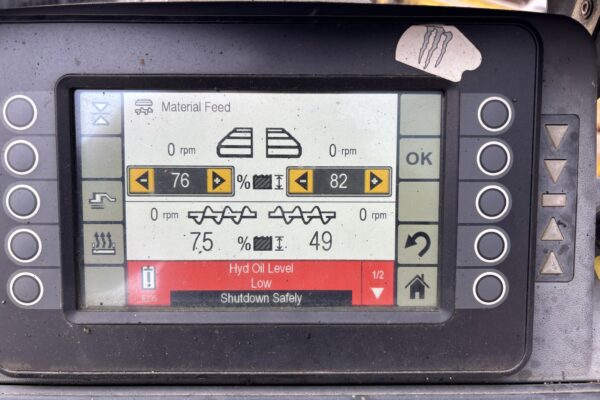 Material Feed
0 rpm 0 rpm
OK
- 76 + % - 82 +
0 rpm 0 rpm
75 % 49
Hyd Oil Level
Low
1/2
Shutdown Safely